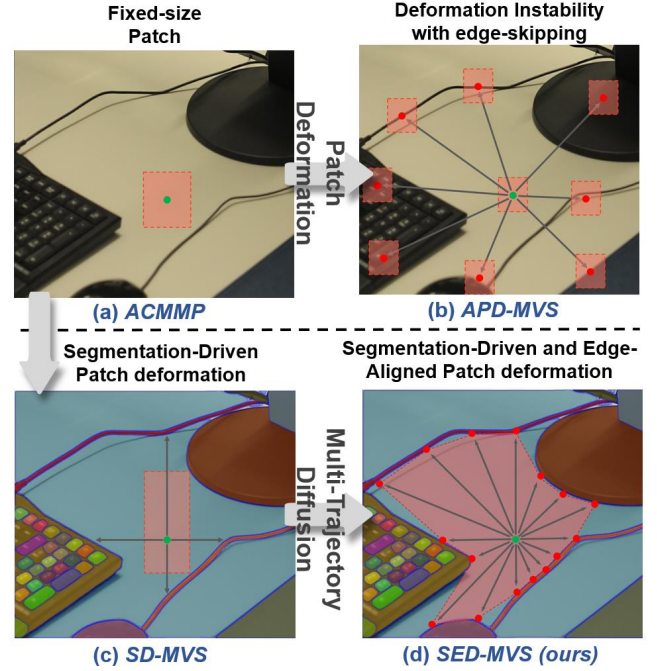 Fixed-size
Patch
Deformation Instability
with edge-skipping
Patch
Deformation
(a) ACMMP
(b) APD-MVS
Segmentation-Driven
Patch deformation
Segmentation-Driven and Edge-
Aligned Patch deformation
Multi-Trajectory
Diffusion
(c) SD-MVS
(d) SED-MVS (ours)